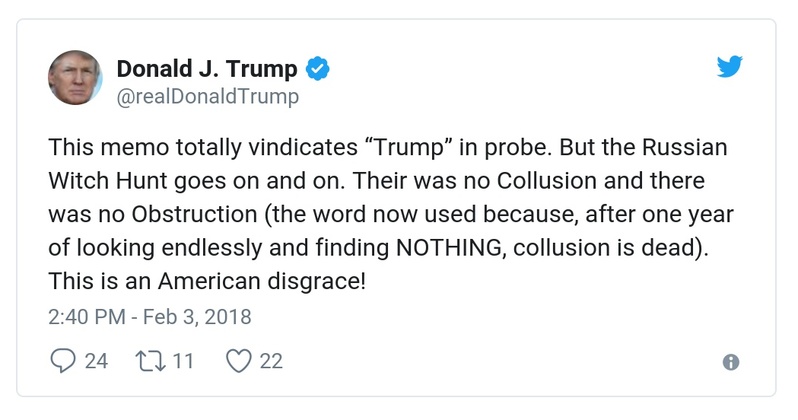 Donald J. Trump
@realDonaldTrump
This memo totally vindicates “Trump” in probe. But the Russian
Witch Hunt goes on and on. Their was no Collusion and there
was no Obstruction (the word now used because, after one year
of looking endlessly and finding NOTHING, collusion is dead).
This is an American disgrace!
2:40 PM - Feb 3, 2018
24 11 22